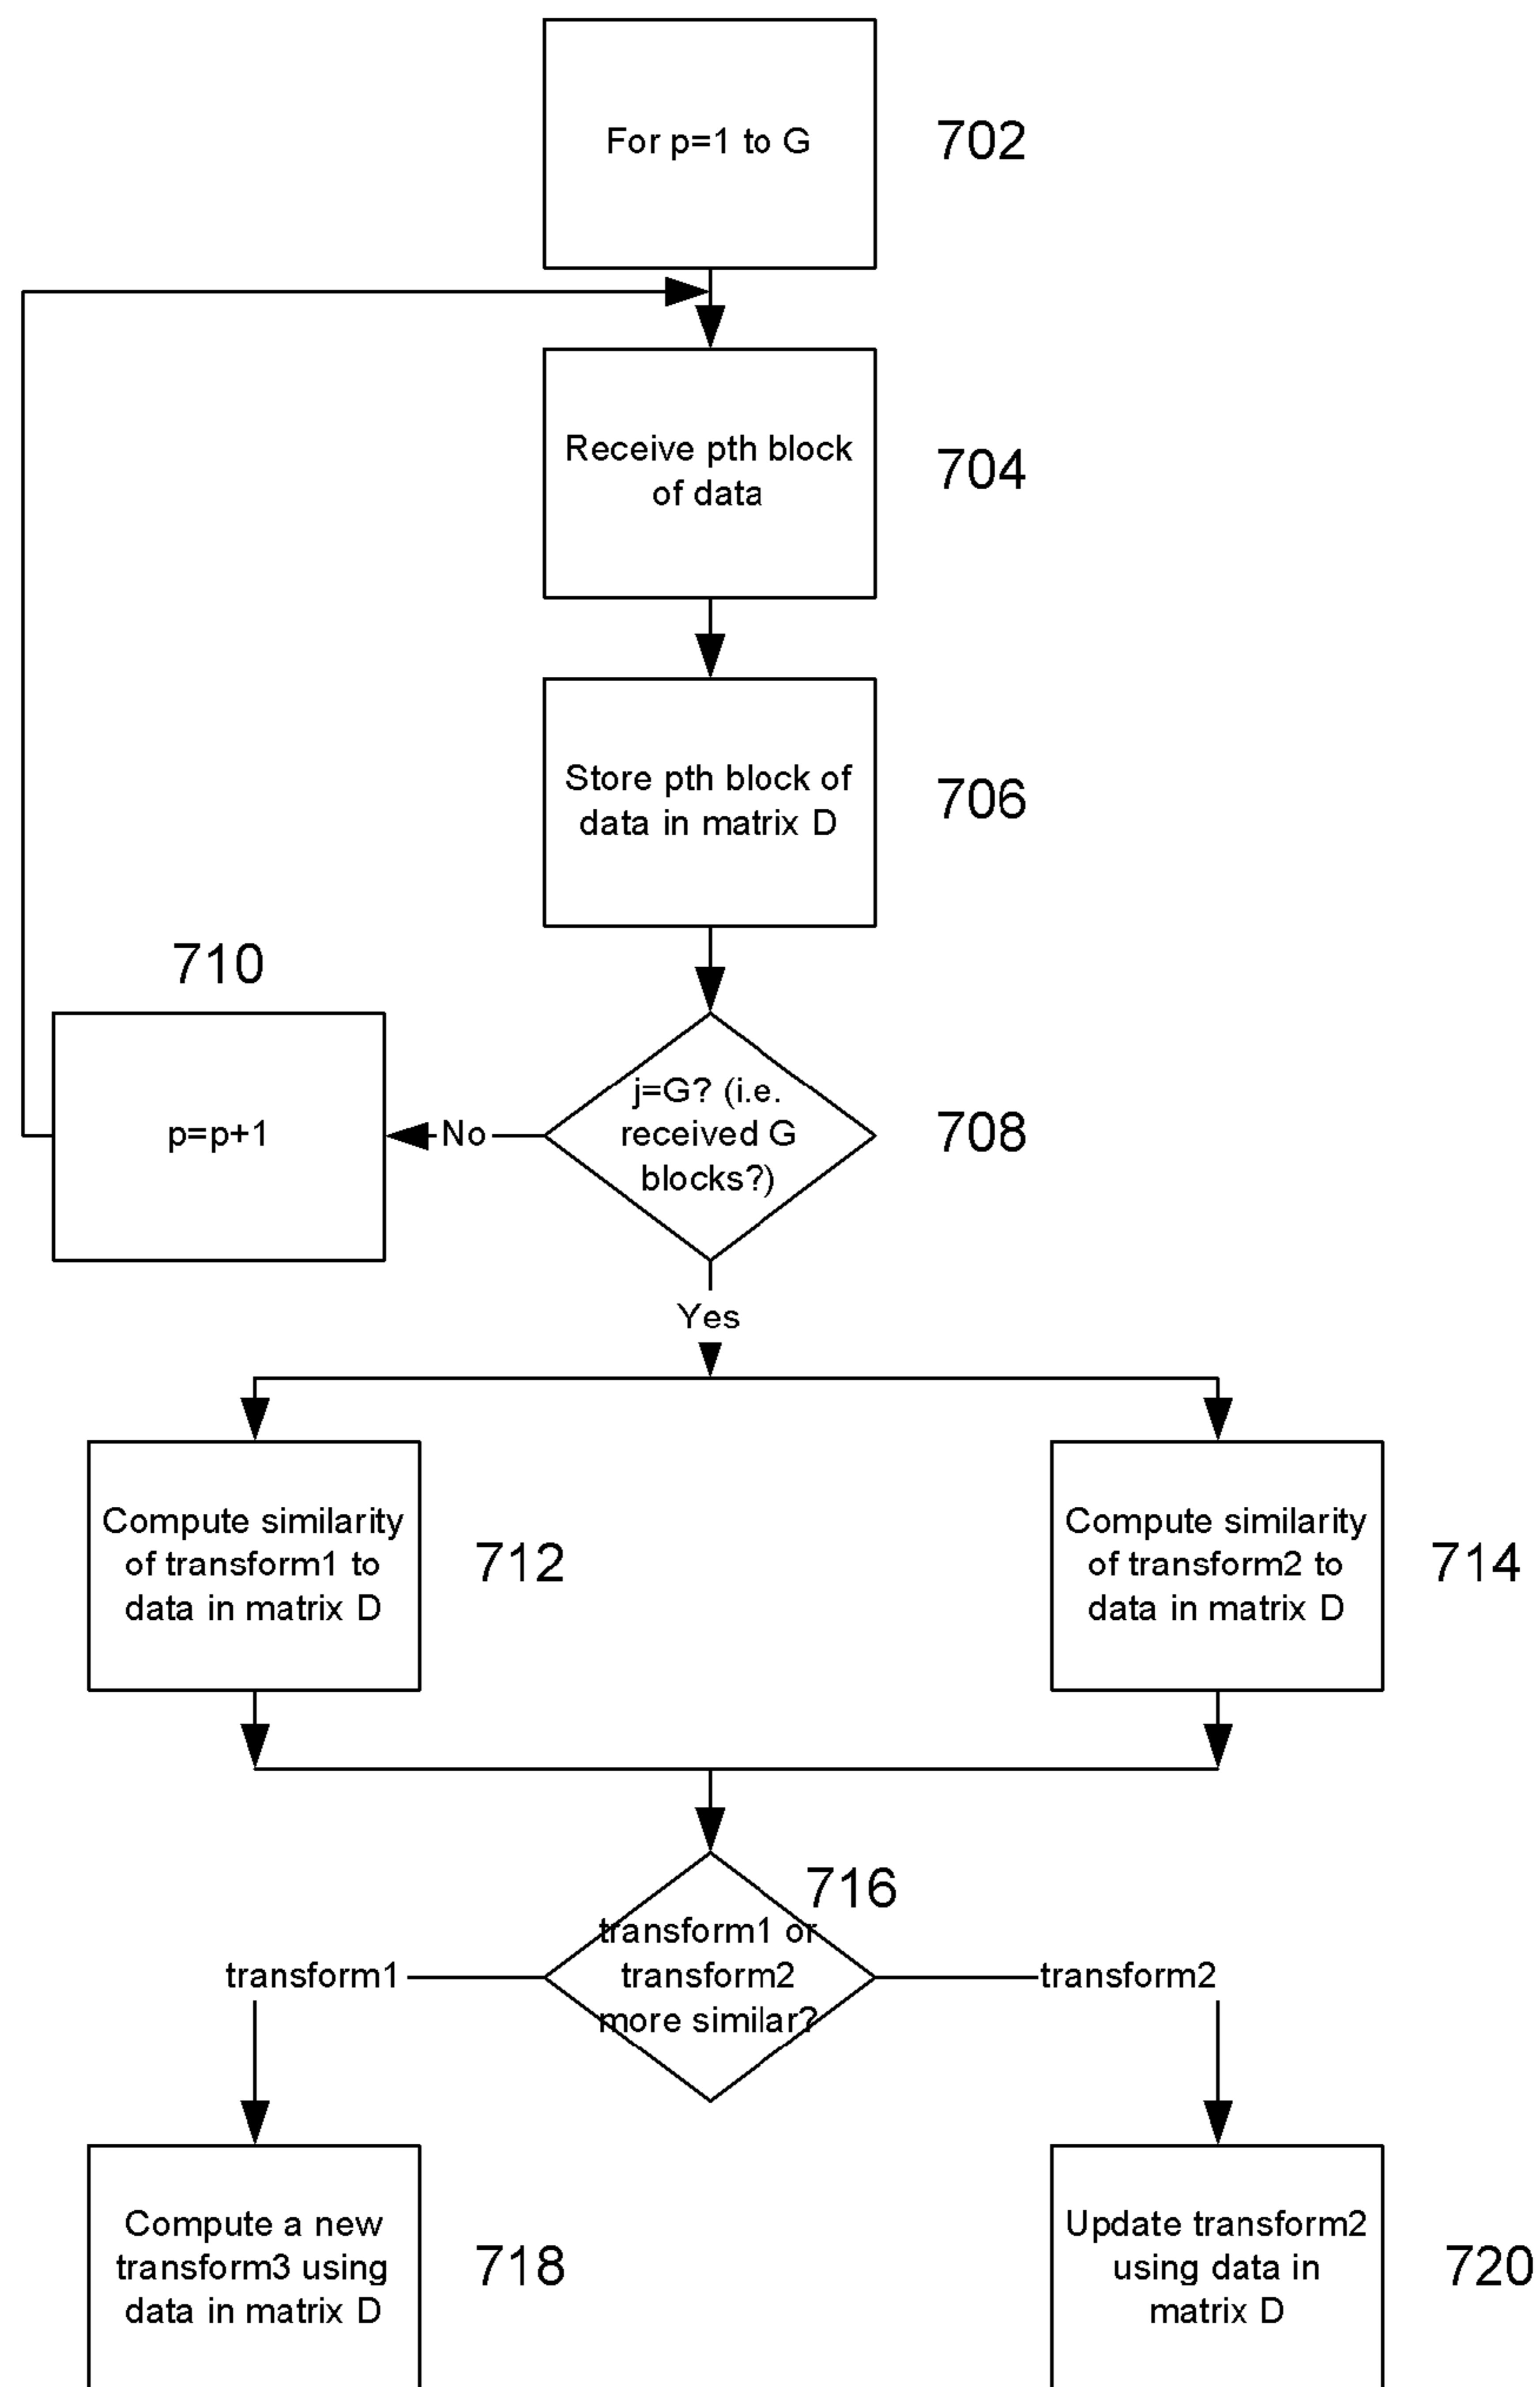 For p=1 to G
702
Receive pth block
of data
704
Store pth block of
data in matrix D
706
710
p=p+1
No
j=G? (i.e.
received G
blocks?)
708
Yes
Compute similarity
of transform1 to
data in matrix D
712
Compute similarity
of transform2 to
data in matrix D
714
716
transform1 or
transform2
more similar?
transform1
transform2
Compute a new
transform3 using
data in matrix D
718
Update transform2
using data in
matrix D
720